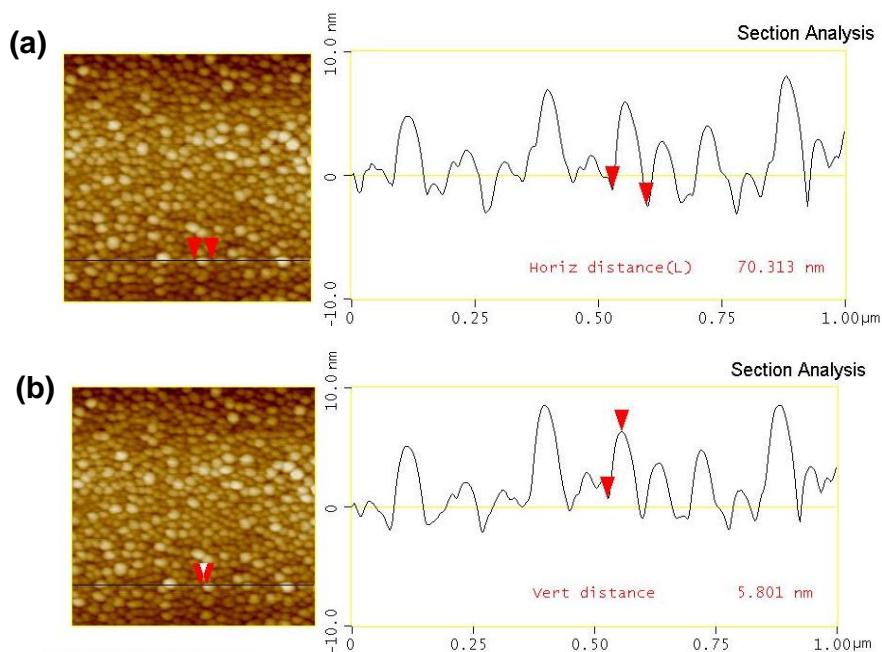 (a)
Section Analysis
10.0 nm
0
-10.0
Horiz distance(L) 70.313 nm
0 0.25 0.50 0.75 1.00µm
(b)
Section Analysis
10.0 nm
0
-10.0
Vert distance 5.801 nm
0 0.25 0.50 0.75 1.00µm